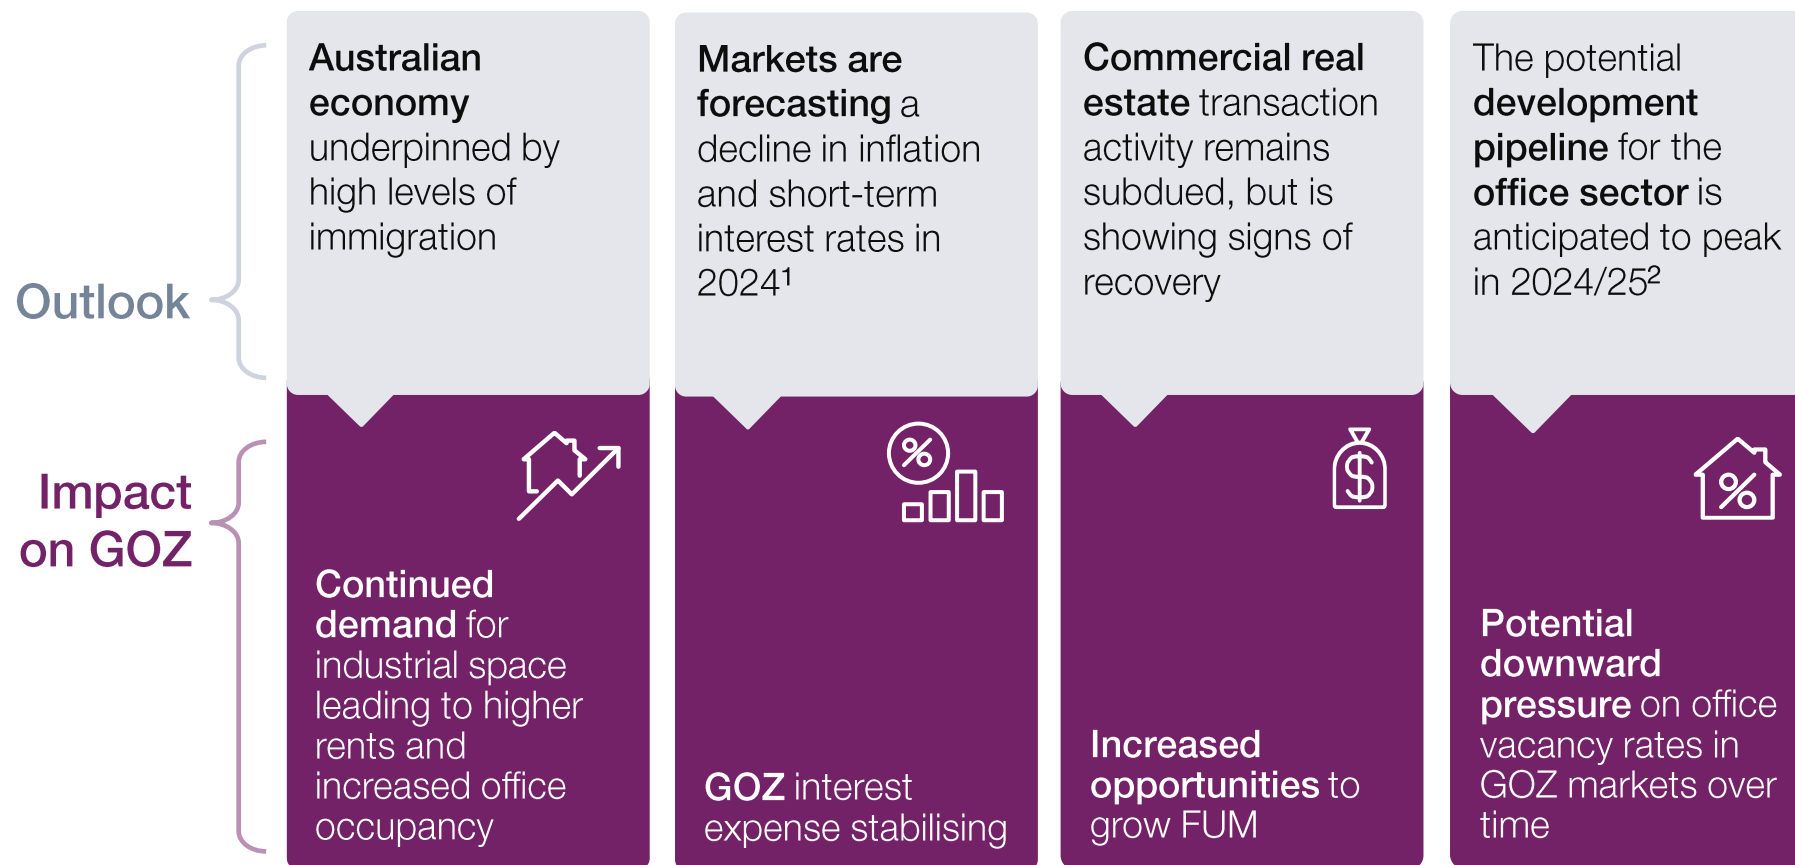 Outlook
Australian
economy
underpinned by
high levels of
immigration
Markets are
forecasting a
decline in inflation
and short-term
interest rates in
2024¹
Commercial real
estate transaction
activity remains
subdued, but is
showing signs of
recovery
The potential
development
pipeline for the
office sector is
anticipated to peak
in 2024/25²
Impact
on GOZ
%
$
%
Continued
demand for
industrial space
leading to higher
rents and
increased office
occupancy
GOZ interest
expense stabilising
Increased
opportunities to
grow FUM
Potential
downward
pressure on office
vacancy rates in
GOZ markets over
time